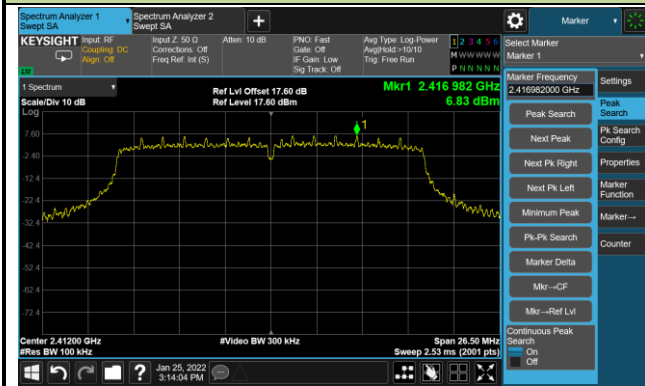 Spectrum Analyzer 1
Swept SA
Spectrum Analyzer 2
Swept SA
+
Marker
KEYSIGHT
Input: RF
Coupling: DC
Align: Off
Input Z: 50 Ω
Corrections: Off
Freq Ref: Int (S)
Atten: 10 dB
PNO: Fast
Gate: Off
IF Gain: Low
Sig Track: Off
Avg Type: Log-Power
Avg|Hold:>10/10
Trig: Free Run
1 2 3 4 5 6
M W W W W W
P N N N N N
Select Marker
Marker 1
1 Spectrum
Scale/Div 10 dB
Log
Ref Lvl Offset 17.60 dB
Ref Level 17.60 dBm
Mkr1 2.416 982 GHz
6.83 dBm
1
7.60
-2.40
-12.4
-22.4
-32.4
-42.4
-52.4
-62.4
-72.4
Center 2.41200 GHz
#Res BW 100 kHz
#Video BW 300 kHz
Span 26.50 MHz
Sweep 2.53 ms (2001 pts)
Marker Frequency
2.416982000 GHz
Peak Search
Next Peak
Next Pk Right
Next Pk Left
Minimum Peak
Pk-Pk Search
Marker Delta
Mkr→CF
Mkr→Ref Lvl
Continuous Peak
Search
On
Off
Settings
Peak
Search
Pk Search
Config
Properties
Marker
Function
Marker→
Counter
?
Jan 25, 2022
3:14:04 PM